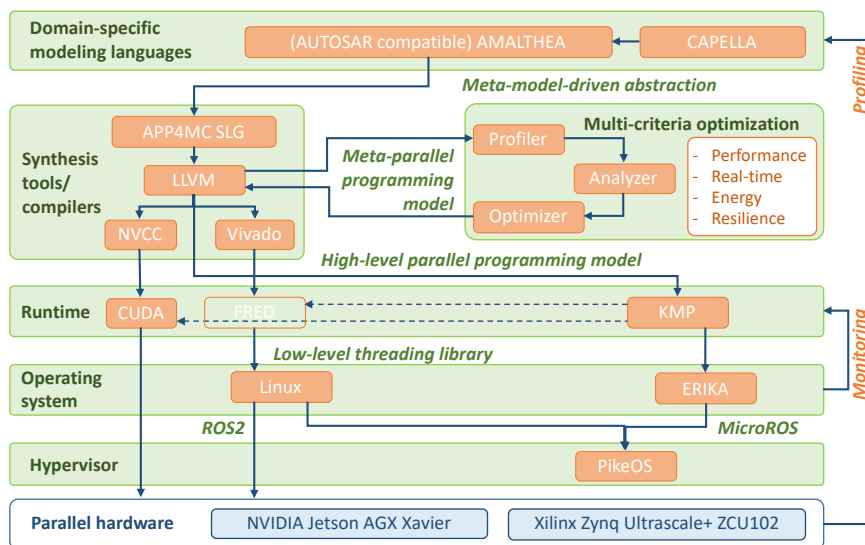 Domain-specific
modeling languages
(AUTOSAR compatible) AMALTHEA
CAPELLA
Profiling
Meta-model-driven abstraction
Synthesis
tools/
compilers
APP4MC SLG
LLVM
NVCC
Vivado
Meta-parallel
programming
model
Multi-criteria optimization
Profiler
Analyzer
Optimizer
- Performance
- Real-time
- Energy
- Resilience
High-level parallel programming model
Runtime
CUDA
FRED
KMP
Monitoring
Low-level threading library
Operating
system
Linux
ERIKA
ROS2
MicroROS
Hypervisor
PikeOS
Parallel hardware
NVIDIA Jetson AGX Xavier
Xilinx Zynq Ultrascale+ ZCU102